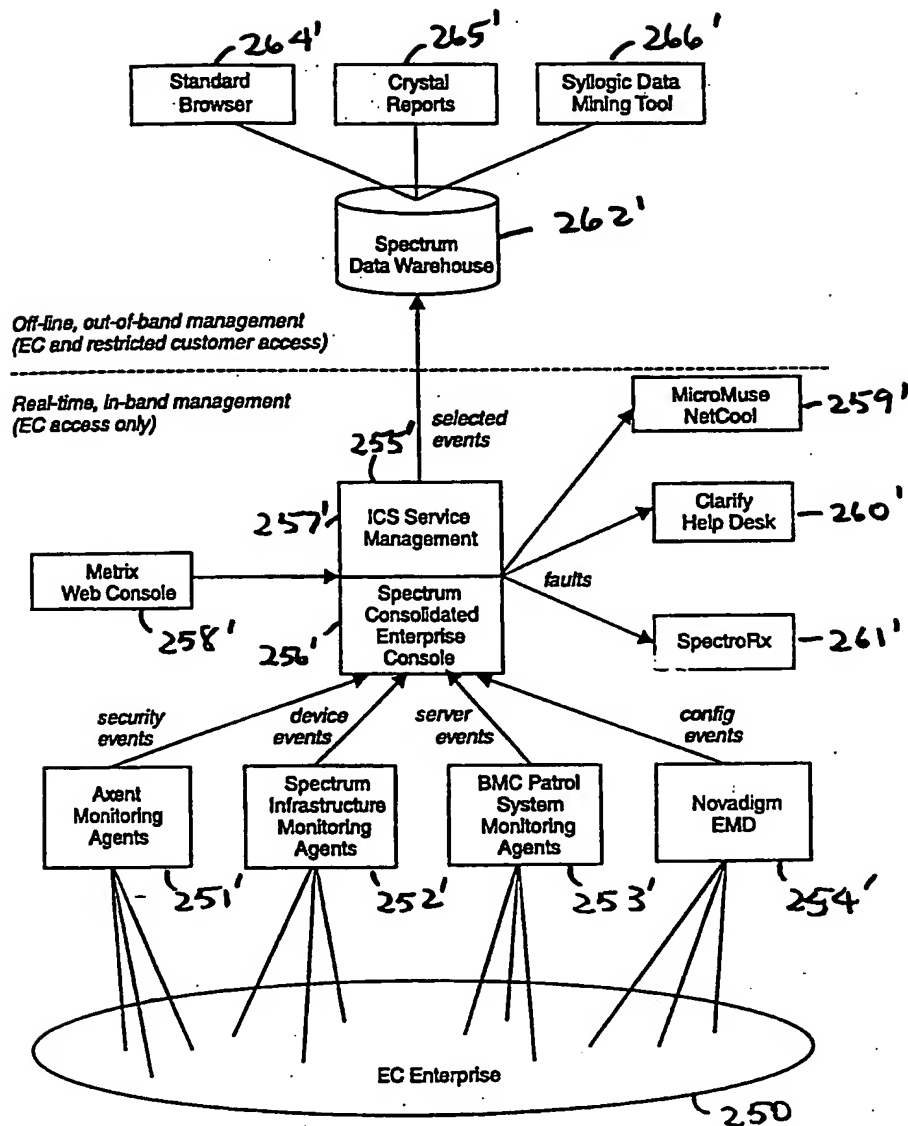 264'
265'
266'
Standard
Browser
Crystal
Reports
Syllogic Data
Mining Tool
262'
Spectrum
Data Warehouse
Off-line, out-of-band management
(EC and restricted customer access)
Real-time, in-band management
(EC access only)
selected
events
MicroMuse
NetCool
259'
255'
257'
ICS Service
Management
Clarify
Help Desk
260'
Metrix
Web Console
258'
256'
Spectrum
Consolidated
Enterprise
Console
faults
SpectroRx
261'
security
events
device
events
server
events
config
events
Axent
Monitoring
Agents
Spectrum
Infrastructure
Monitoring
Agents
BMC Patrol
System
Monitoring
Agents
Novadigm
EMD
251'
252'
253'
254'
EC Enterprise
250